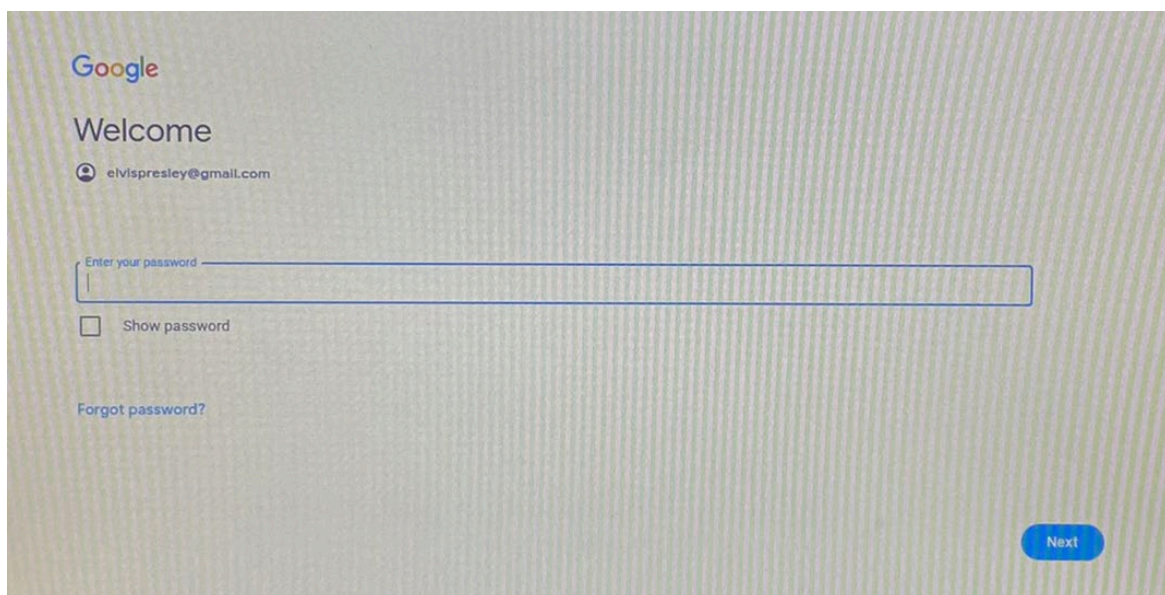 Google
Welcome
elvispresley@gmail.com
Enter your password
Show password
Forgot password?
Next